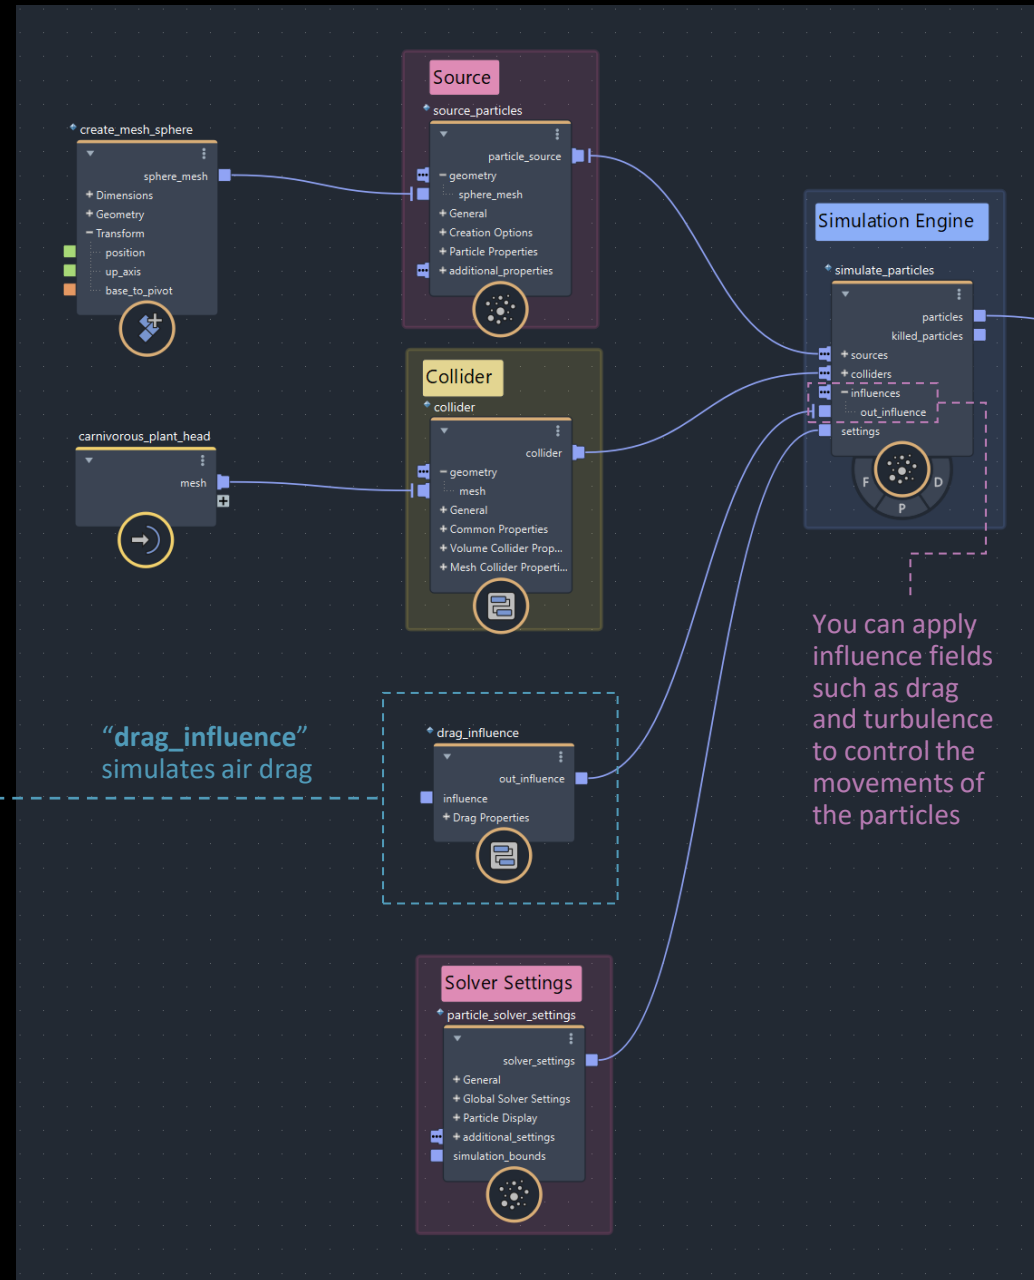 Source
source_particles
particle_source
geometry
sphere_mesh
General
Creation Options
Particle Properties
additional_properties
create_mesh_sphere
sphere_mesh
Dimensions
Geometry
Transform
position
up_axis
base_to_pivot
Simulation Engine
simulate_particles
particles
killed_particles
sources
colliders
influences
out_influence
settings
F
D
P
Collider
collider
collider
geometry
mesh
General
Common Properties
Volume Collider Prop...
Mesh Collider Properti...
carnivorous_plant_head
mesh
You can apply
influence fields
such as drag
and turbulence
to control the
movements of
the particles
“drag_influence”
simulates air drag
drag_influence
out_influence
influence
Drag Properties
Solver Settings
particle_solver_settings
solver_settings
General
Global Solver Settings
Particle Display
additional_settings
simulation_bounds